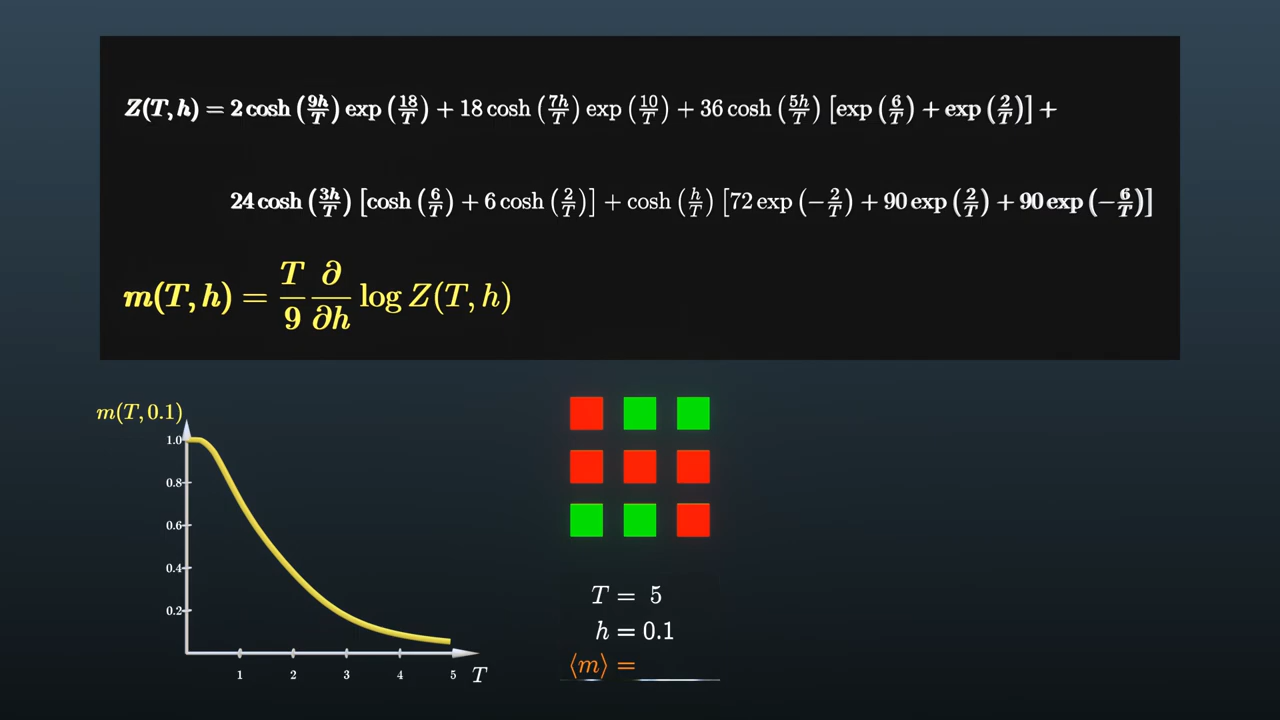 Z(T, h) = 2 cosh (9h/T) exp (18/T) + 18 cosh (7h/T) exp (10/T) + 36 cosh (5h/T) [exp (6/T) + exp (2/T)] +
24 cosh (3h/T) [cosh (6/T) + 6 cosh (2/T)] + cosh (h/T) [72 exp (−2/T) + 90 exp (2/T) + 90 exp (−6/T)]
m(T, h) = T/9 ∂/∂h log Z(T, h)
m(T, 0.1)
1.0
0.8
0.6
0.4
0.2
1 2 3 4 5 T
T = 5
h = 0.1
⟨m⟩ =